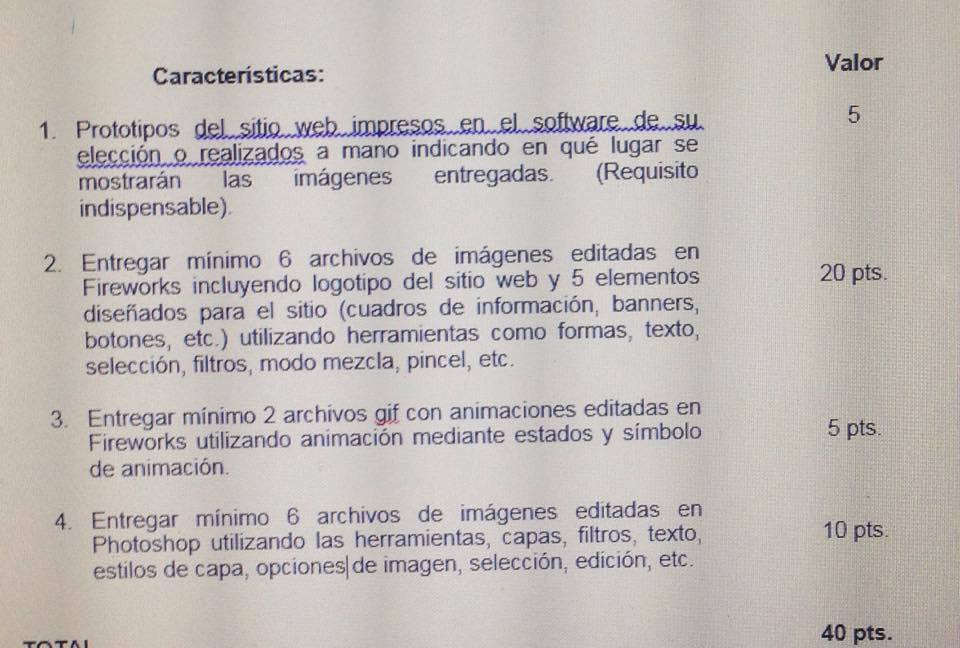 Características:
Valor
1. Prototipos del sitio web impresos en el software de su
elección o realizados a mano indicando en qué lugar se
mostrarán las imágenes entregadas. (Requisito
indispensable).
5
2. Entregar mínimo 6 archivos de imágenes editadas en
Fireworks incluyendo logotipo del sitio web y 5 elementos
diseñados para el sitio (cuadros de información, banners,
botones, etc.) utilizando herramientas como formas, texto,
selección, filtros, modo mezcla, pincel, etc.
20 pts.
3. Entregar mínimo 2 archivos gif con animaciones editadas en
Fireworks utilizando animación mediante estados y símbolo
de animación.
5 pts.
4. Entregar mínimo 6 archivos de imágenes editadas en
Photoshop utilizando las herramientas, capas, filtros, texto,
estilos de capa, opciones de imagen, selección, edición, etc.
10 pts.
TOTAL
40 pts.